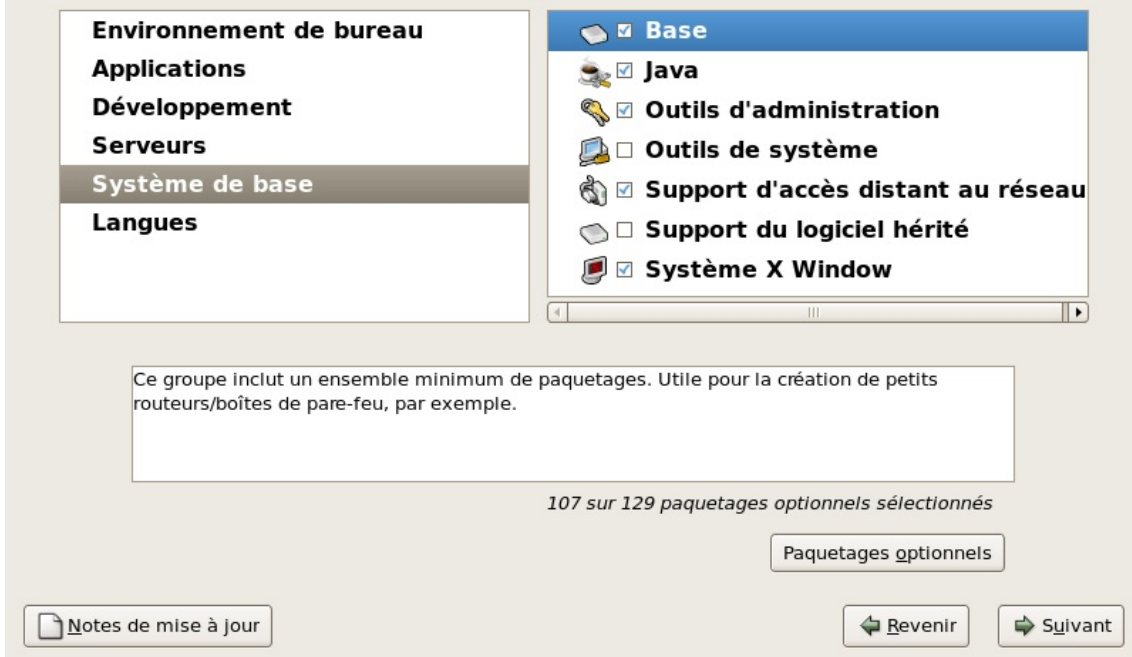 Environnement de bureau
Applications
Développement
Serveurs
Système de base
Langues
Base
Java
Outils d'administration
Outils de système
Support d'accès distant au réseau
Support du logiciel hérité
Système X Window
Ce groupe inclut un ensemble minimum de paquetages. Utile pour la création de petits
routeurs/boîtes de pare-feu, par exemple.
107 sur 129 paquetages optionnels sélectionnés
Paquetages optionnels
Notes de mise à jour
Revenir
Suivant